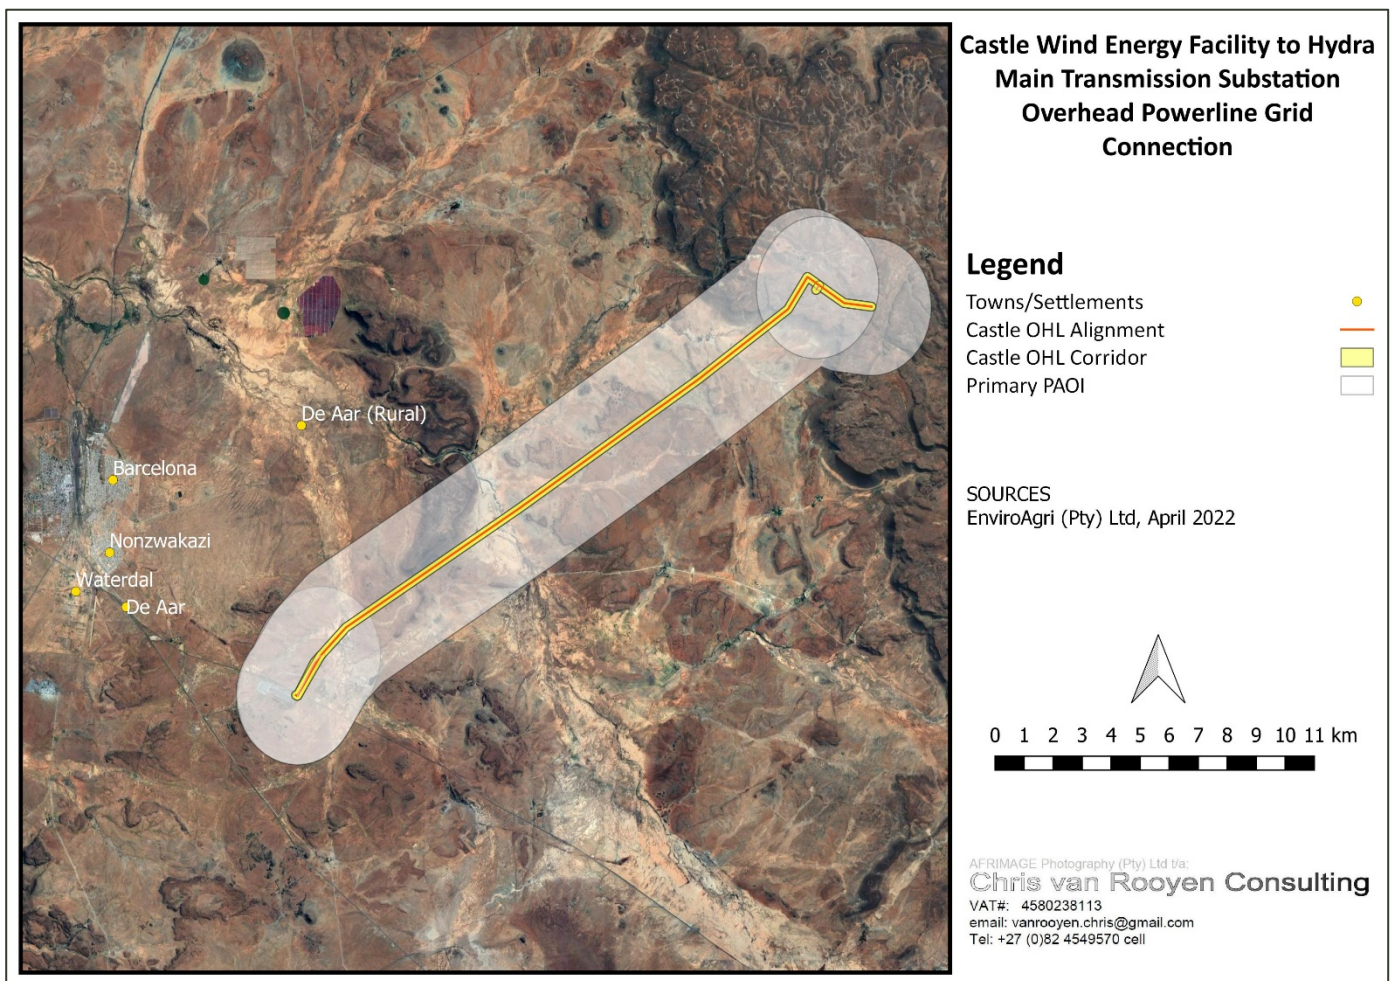 Castle Wind Energy Facility to Hydra
Main Transmission Substation
Overhead Powerline Grid
Connection
Legend
Towns/Settlements
Castle OHL Alignment
Castle OHL Corridor
Primary PAOI
De Aar (Rural)
Barcelona
Nonzwakazi
Waterdal
De Aar
SOURCES
EnviroAgri (Pty) Ltd, April 2022
0 1 2 3 4 5 6 7 8 9 10 11 km
AFRIMAGE Photography (Pty) Ltd t/a:
Chris van Rooyen Consulting
VAT#: 4580238113
email: vanrooyen.chris@gmail.com
Tel: +27 (0)82 4549570 cell